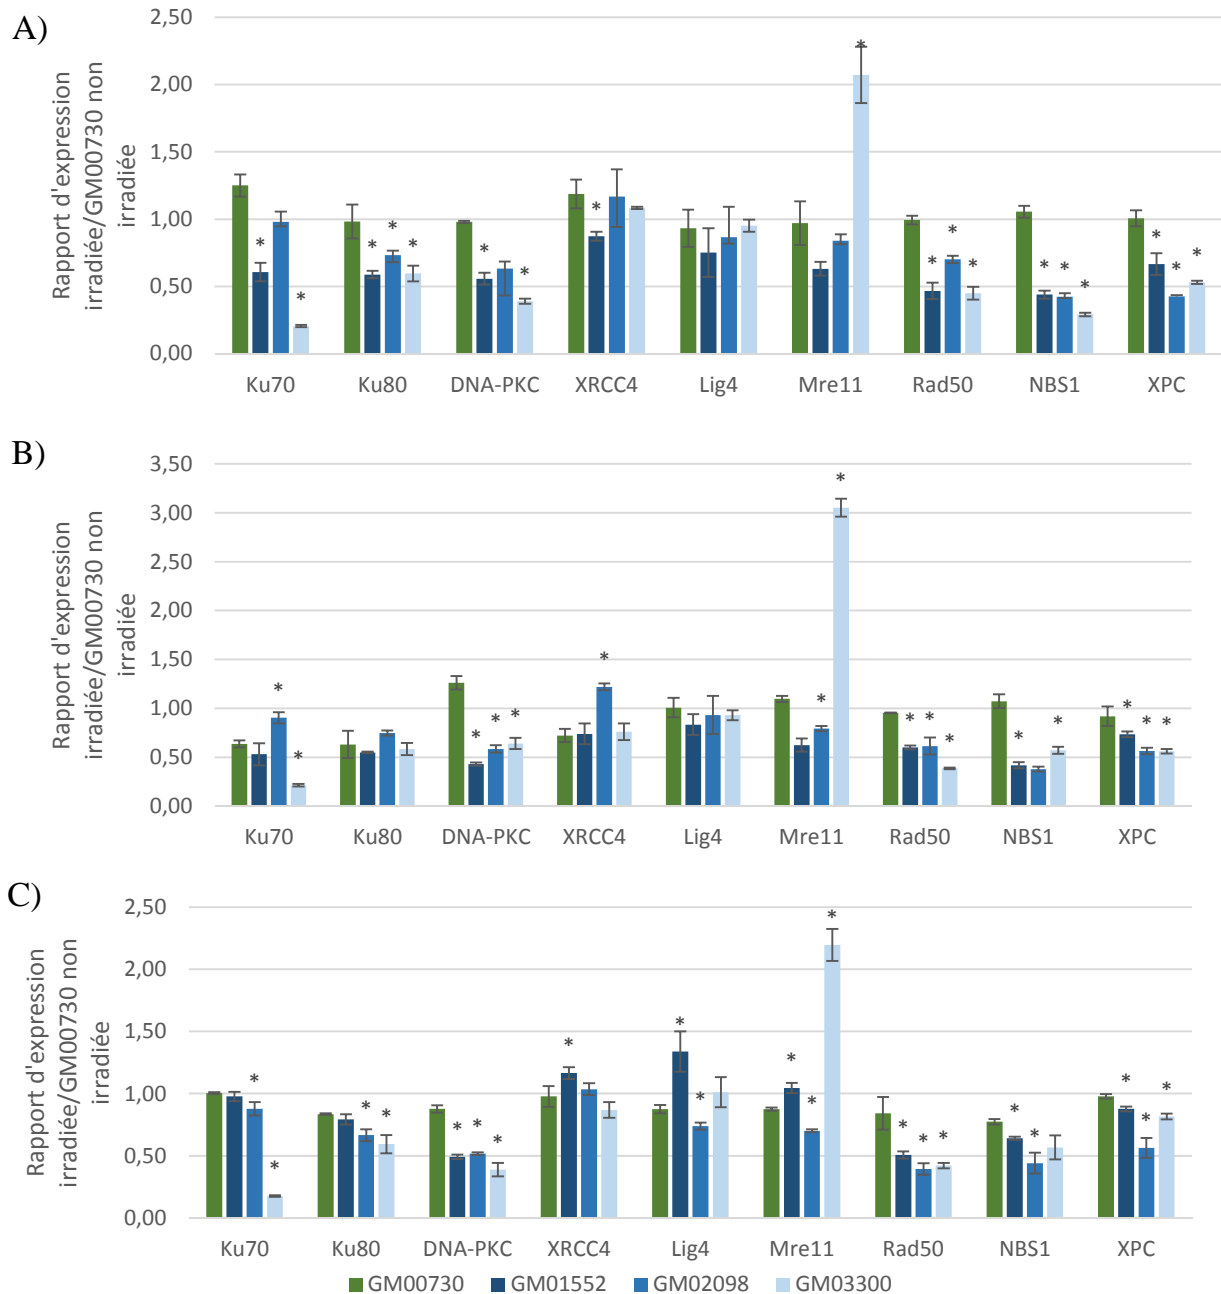 A)
Rapport d'expression
irradiée/GM00730 non
irradiée
2,50
2,00
1,50
1,00
0,50
0,00
* * * * * * * * * * * * * * * * * *
Ku70 Ku80 DNA-PKC XRCC4 Lig4 Mre11 Rad50 NBS1 XPC
B)
Rapport d'expression
irradiée/GM00730 non
irradiée
3,50
3,00
2,50
2,00
1,50
1,00
0,50
0,00
* * * * * * * * * * * * * * * *
Ku70 Ku80 DNA-PKC XRCC4 Lig4 Mre11 Rad50 NBS1 XPC
C)
Rapport d'expression
irradiée/GM00730 non
irradiée
2,50
2,00
1,50
1,00
0,50
0,00
* * * * * * * * * * * * * * * * * * * * *
Ku70 Ku80 DNA-PKC XRCC4 Lig4 Mre11 Rad50 NBS1 XPC
GM00730 GM01552 GM02098 GM03300